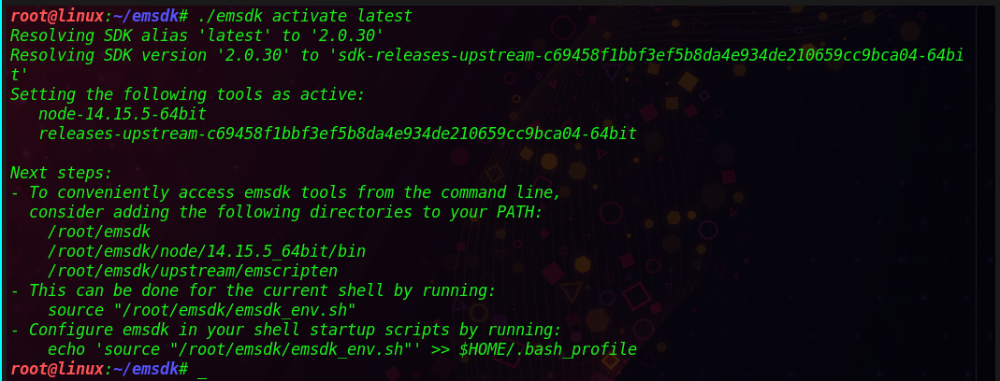 root@linux:~/emsdk# ./emsdk activate latest
Resolving SDK alias 'latest' to '2.0.30'
Resolving SDK version '2.0.30' to 'sdk-releases-upstream-c69458f1bbf3ef5b8da4e934de210659cc9bca04-64bi
t'
Setting the following tools as active:
   node-14.15.5-64bit
   releases-upstream-c69458f1bbf3ef5b8da4e934de210659cc9bca04-64bit

Next steps:
- To conveniently access emsdk tools from the command line,
  consider adding the following directories to your PATH:
    /root/emsdk
    /root/emsdk/node/14.15.5_64bit/bin
    /root/emsdk/upstream/emscripten
- This can be done for the current shell by running:
    source "/root/emsdk/emsdk_env.sh"
- Configure emsdk in your shell startup scripts by running:
    echo 'source "/root/emsdk/emsdk_env.sh"' >> $HOME/.bash_profile
root@linux:~/emsdk# _